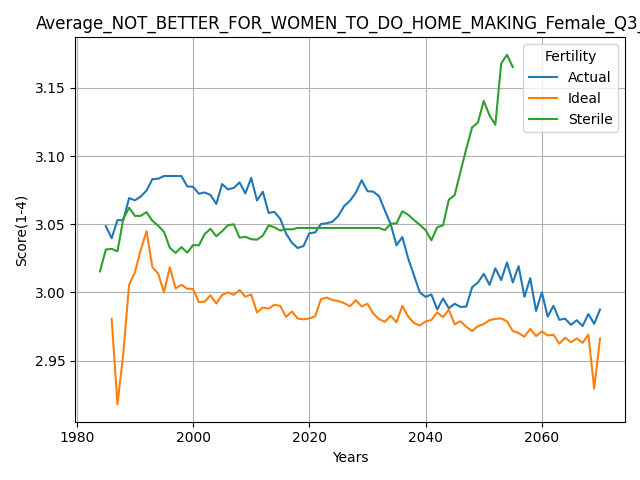 Average_NOT_BETTER_FOR_WOMEN_TO_DO_HOME_MAKING_Female_Q3_
Fertility
Actual
Ideal
Sterile
3.15
3.10
3.05
3.00
2.95
Score(1-4)
1980 2000 2020 2040 2060
Years